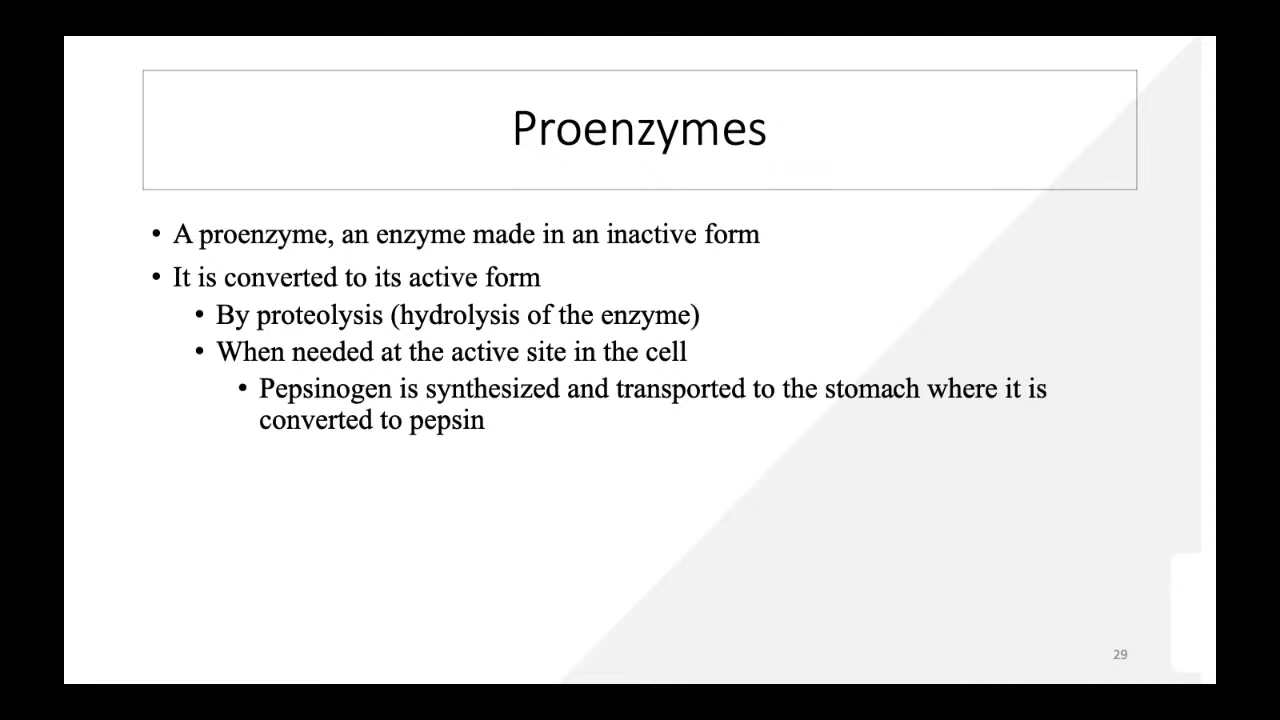 Proenzymes
• A proenzyme, an enzyme made in an inactive form
• It is converted to its active form
• By proteolysis (hydrolysis of the enzyme)
• When needed at the active site in the cell
• Pepsinogen is synthesized and transported to the stomach where it is
converted to pepsin
29